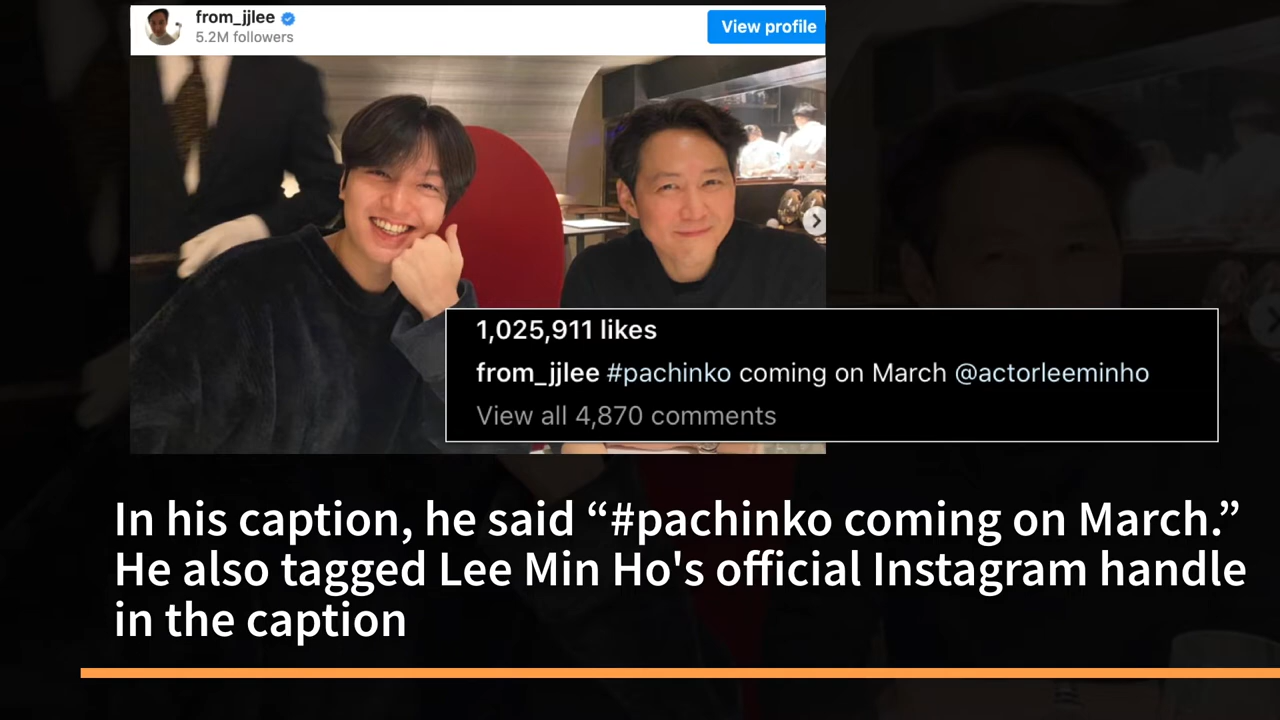 from_jjlee
5.2M followers
View profile
1,025,911 likes
from_jjlee #pachinko coming on March @actorleeminho
View all 4,870 comments
In his caption, he said “#pachinko coming on March.”
He also tagged Lee Min Ho's official Instagram handle
in the caption